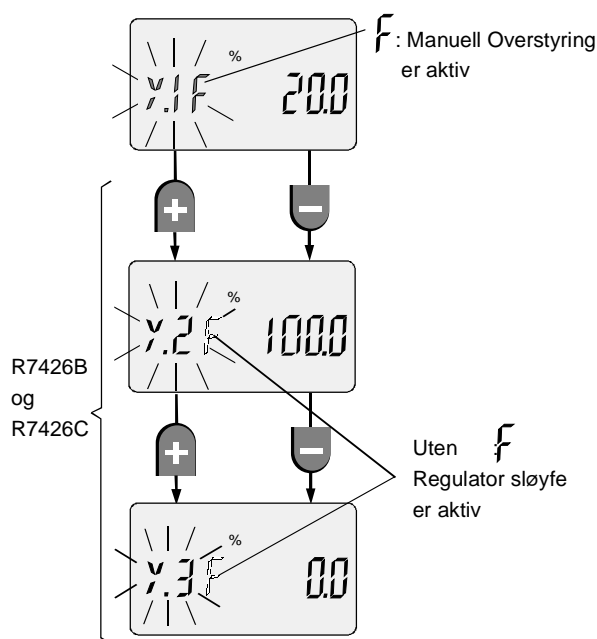 F : Manuell Overstyring
er aktiv
%
Y.1F 20.0
+ −
%
Y.2F 100.0
R7426B
og
R7426C
+ −
Uten F
Regulator sløyfe
er aktiv
%
Y.3F 0.0